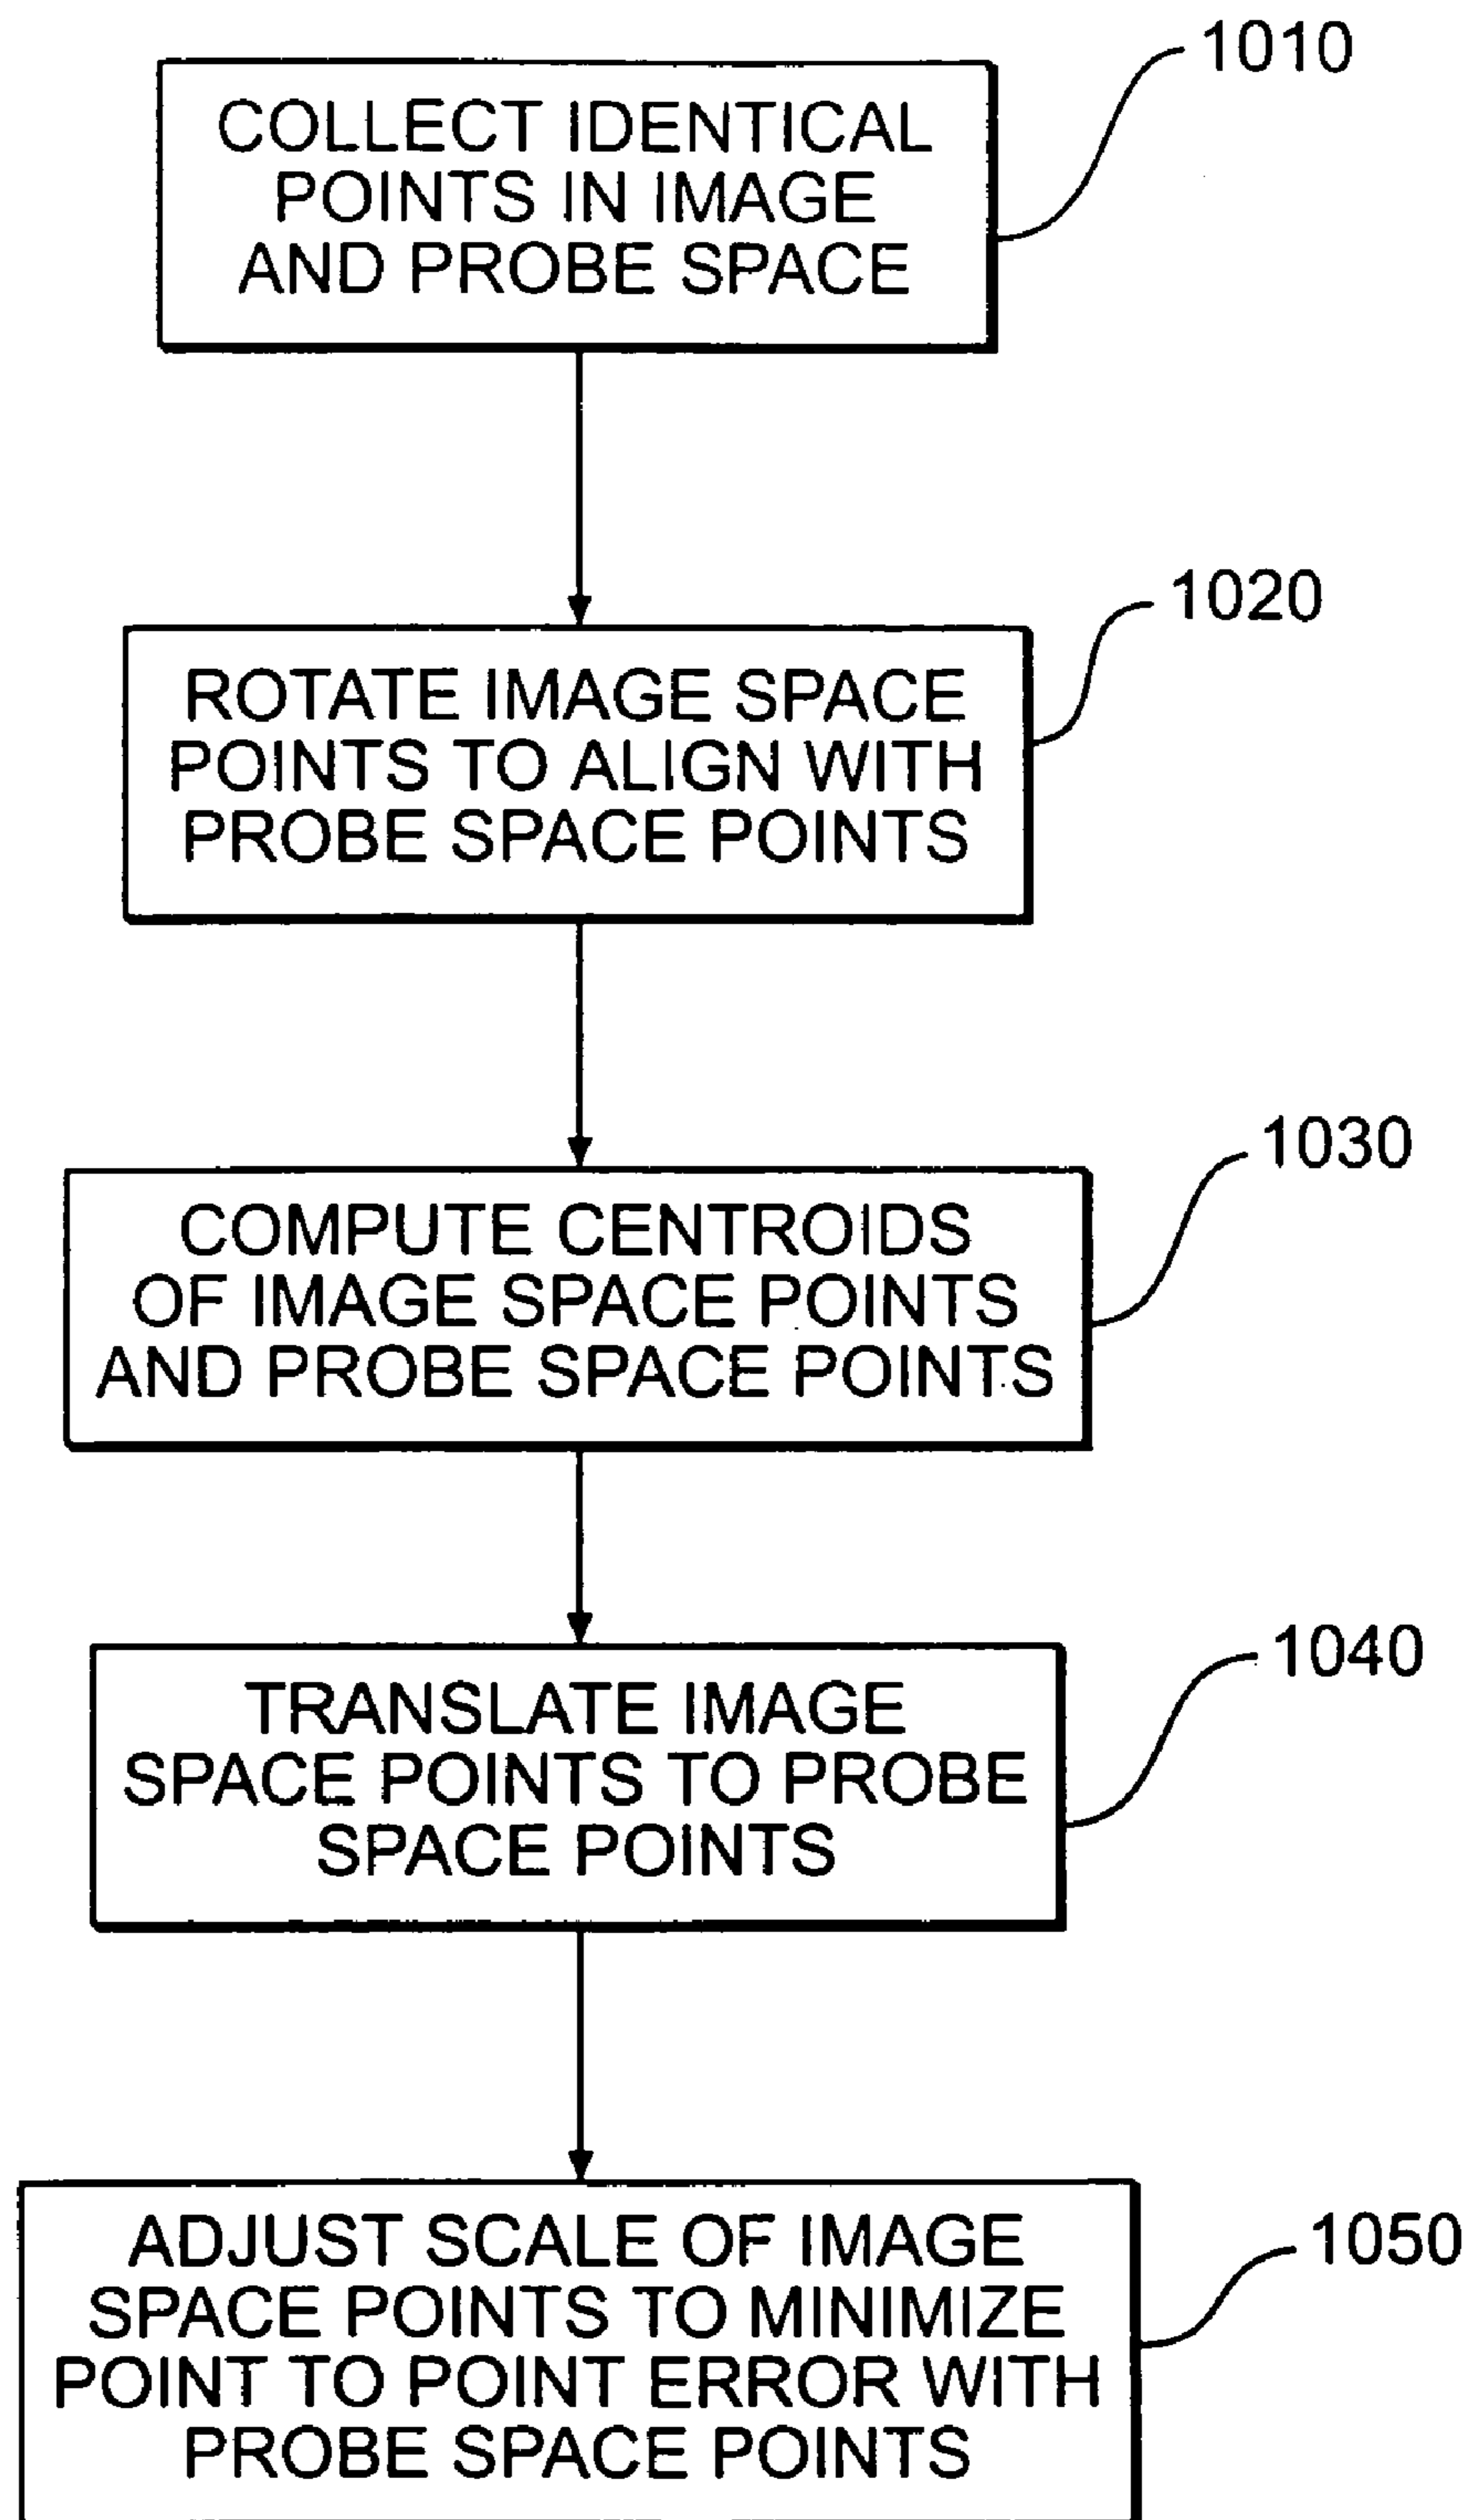 1010
COLLECT IDENTICAL
POINTS IN IMAGE
AND PROBE SPACE
1020
ROTATE IMAGE SPACE
POINTS TO ALIGN WITH
PROBE SPACE POINTS
1030
COMPUTE CENTROIDS
OF IMAGE SPACE POINTS
AND PROBE SPACE POINTS
1040
TRANSLATE IMAGE
SPACE POINTS TO PROBE
SPACE POINTS
1050
ADJUST SCALE OF IMAGE
SPACE POINTS TO MINIMIZE
POINT TO POINT ERROR WITH
PROBE SPACE POINTS